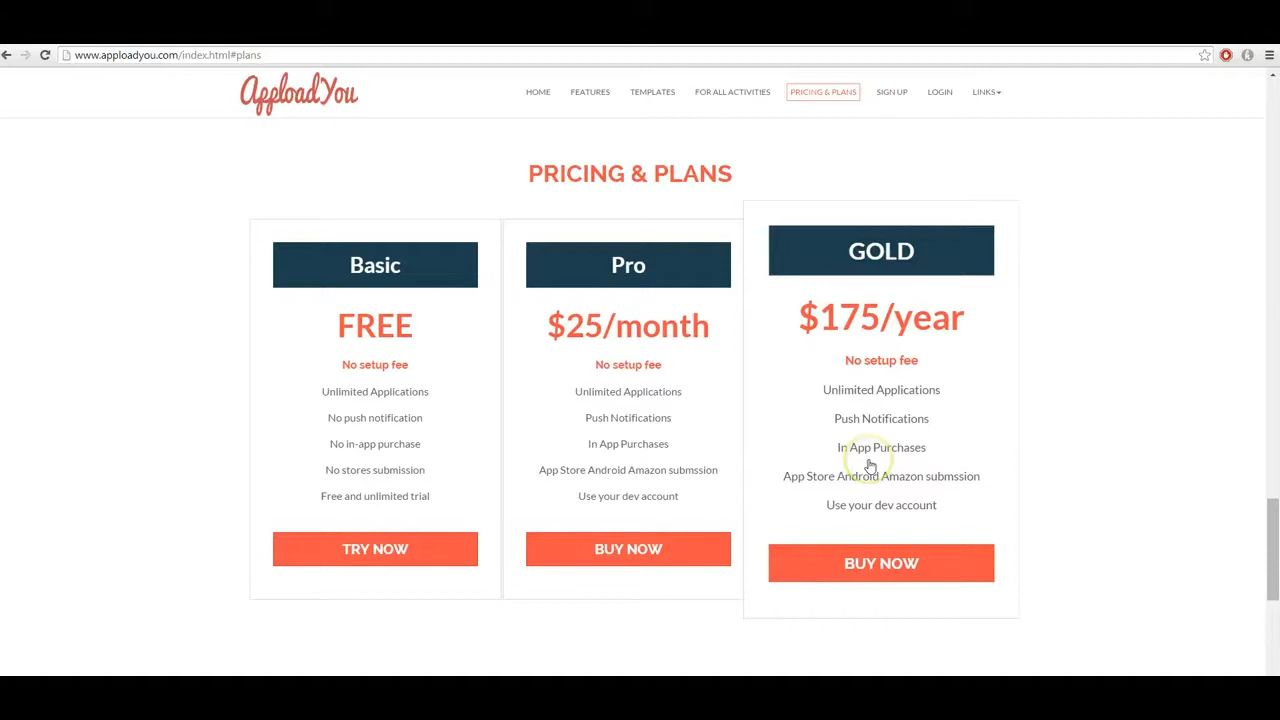 www.apploadyou.com/index.html#plans
ApploadYou
HOME
FEATURES
TEMPLATES
FOR ALL ACTIVITIES
PRICING & PLANS
SIGN UP
LOGIN
LINKS
PRICING & PLANS
Basic
FREE
No setup fee
Unlimited Applications
No push notification
No in-app purchase
No stores submission
Free and unlimited trial
TRY NOW
Pro
$25/month
No setup fee
Unlimited Applications
Push Notifications
In App Purchases
App Store Android Amazon submssion
Use your dev account
BUY NOW
GOLD
$175/year
No setup fee
Unlimited Applications
Push Notifications
In App Purchases
App Store Android Amazon submssion
Use your dev account
BUY NOW